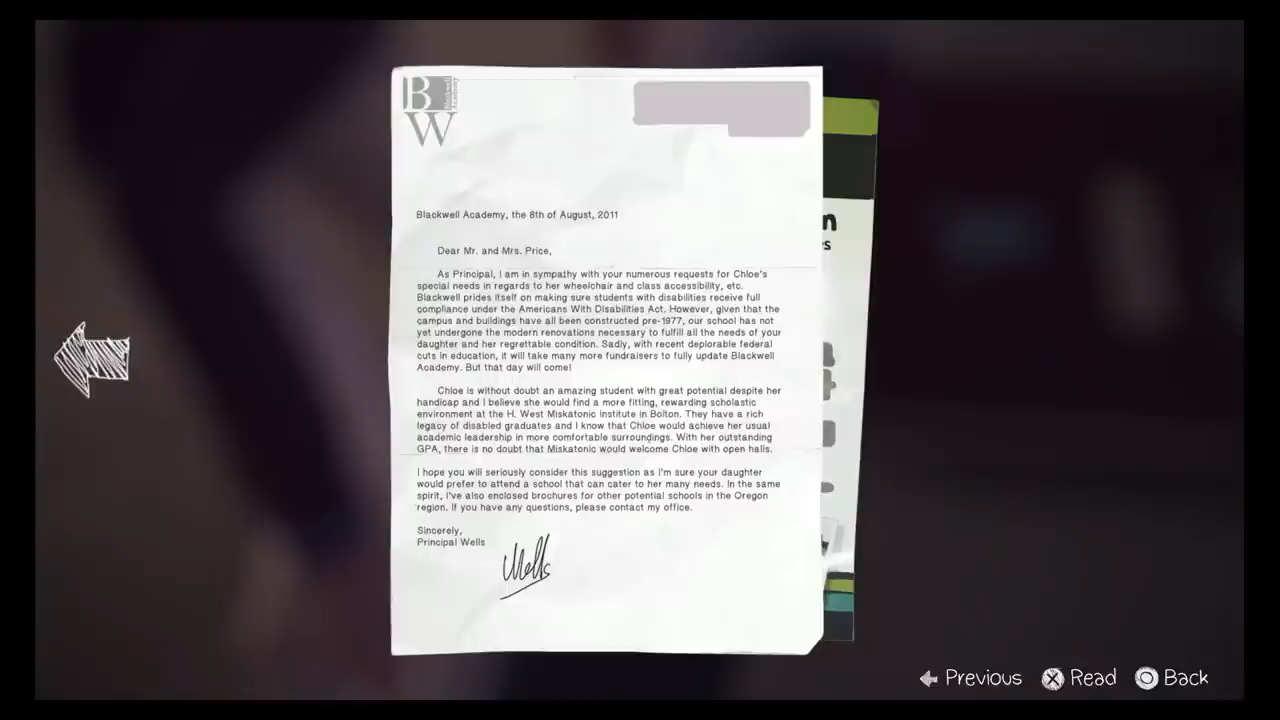 B
Blackwell Academy
W
n
s
Blackwell Academy, the 8th of August, 2011
Dear Mr. and Mrs. Price,
As Principal, I am in sympathy with your numerous requests for Chloe's
special needs in regards to her wheelchair and class accessibility, etc.
Blackwell prides itself on making sure students with disabilities receive full
compliance under the Americans With Disabilities Act. However, given that the
campus and buildings have all been constructed pre-1977, our school has not
yet undergone the modern renovations necessary to fulfill all the needs of your
daughter and her regrettable condition. Sadly, with recent deplorable federal
cuts in education, it will take many more fundraisers to fully update Blackwell
Academy. But that day will come!
Chloe is without doubt an amazing student with great potential despite her
handicap and I believe she would find a more fitting, rewarding scholastic
environment at the H. West Miskatonic Institute in Bolton. They have a rich
legacy of disabled graduates and I know that Chloe would achieve her usual
academic leadership in more comfortable surroundings. With her outstanding
GPA, there is no doubt that Miskatonic would welcome Chloe with open halls.
I hope you will seriously consider this suggestion as I'm sure your daughter
would prefer to attend a school that can cater to her many needs. In the same
spirit, I've also enclosed brochures for other potential schools in the Oregon
region. If you have any questions, please contact my office.
Sincerely,
Principal Wells
Wells
Previous Read Back